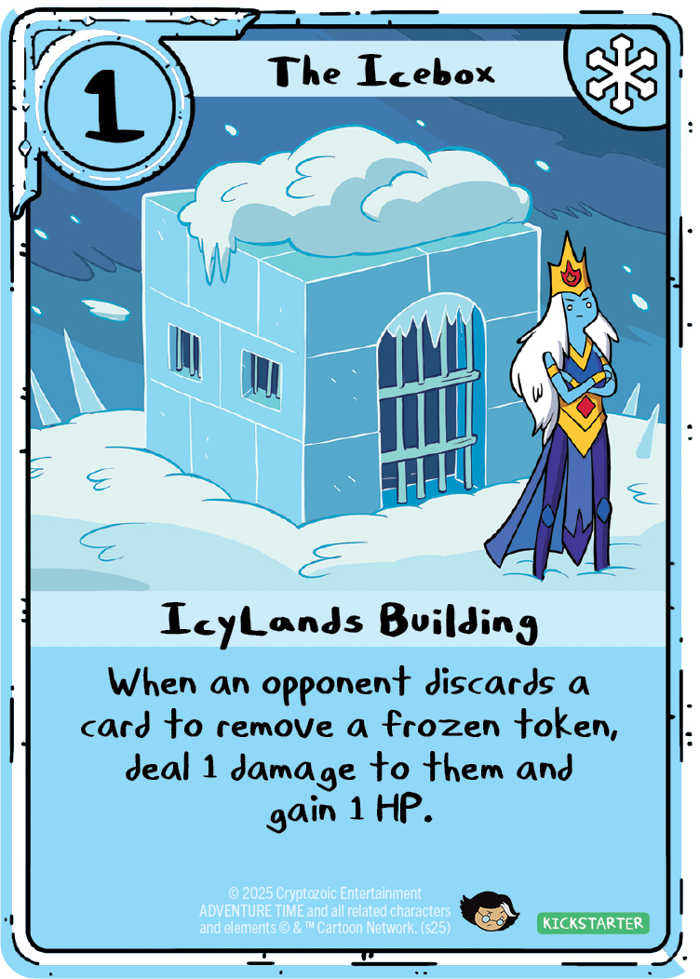 1
The Icebox
IcyLands Building
When an opponent discards a
card to remove a frozen token,
deal 1 damage to them and
gain 1 HP.
© 2025 Cryptozoic Entertainment
ADVENTURE TIME and all related characters
and elements © & ™ Cartoon Network. (s25)
KICKSTARTER